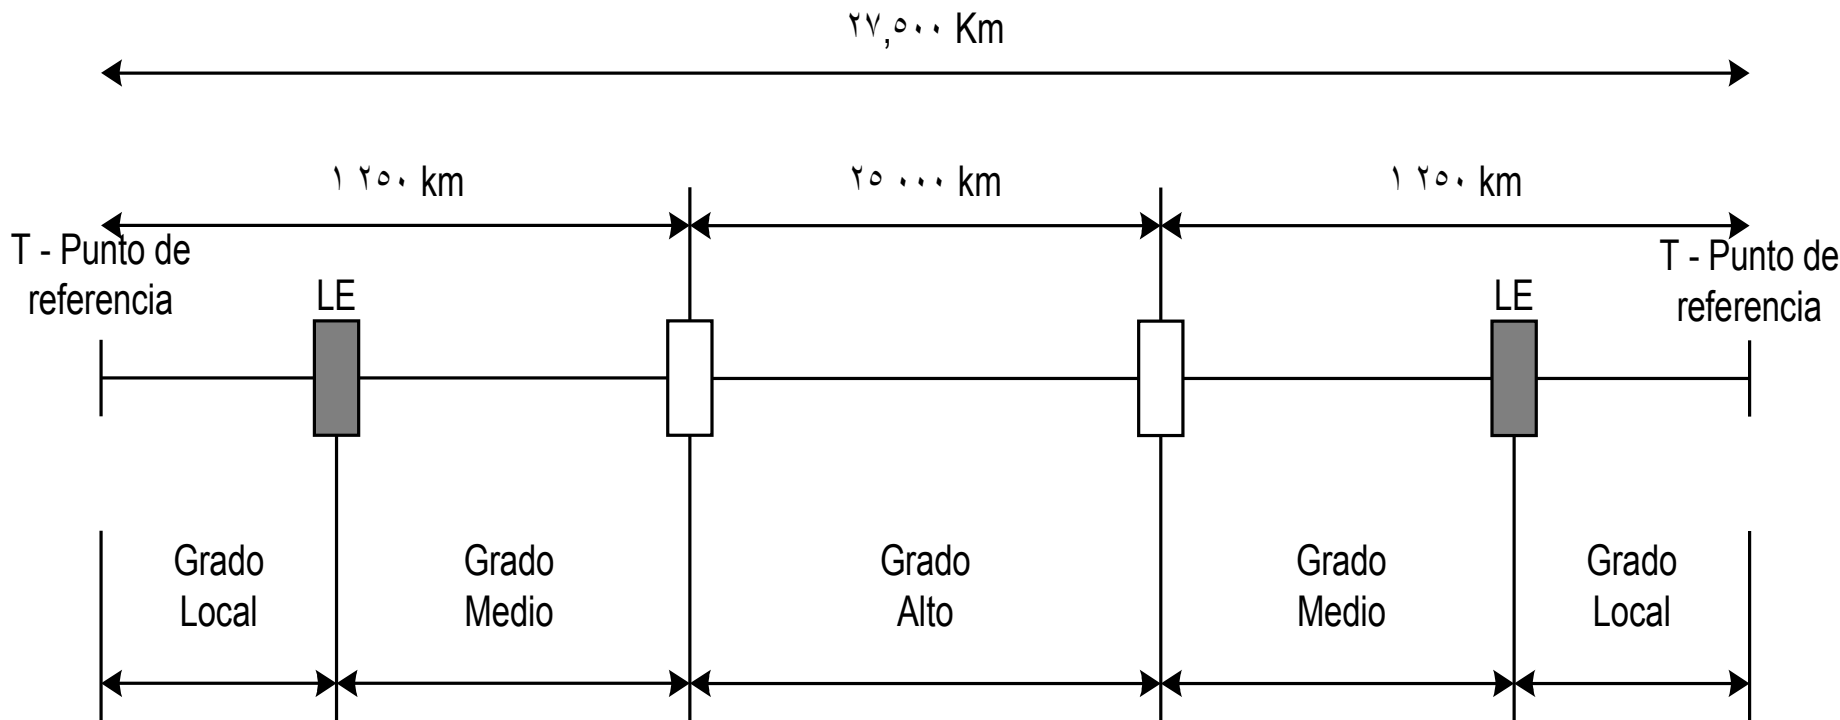 ٢٧,٥٠٠ Km
١ ٢٥٠ km
٢٥ ٠٠٠ km
١ ٢٥٠ km
T - Punto de
referencia
LE
LE
T - Punto de
referencia
Grado
Local
Grado
Medio
Grado
Alto
Grado
Medio
Grado
Local